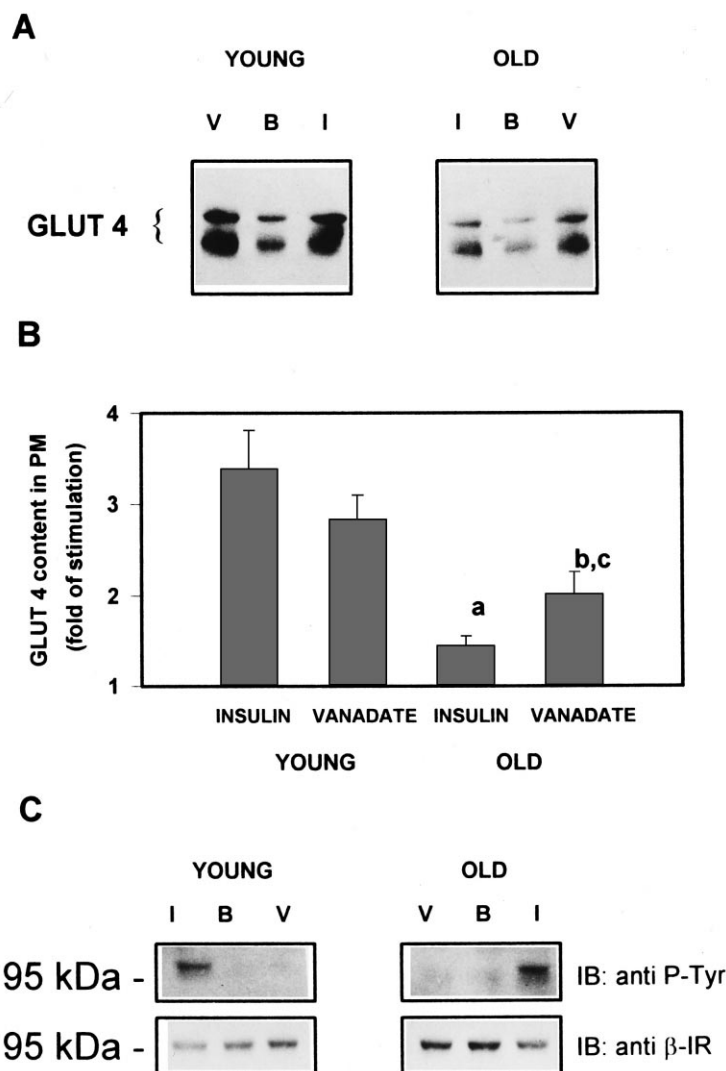 A
YOUNG OLD
V B I I B V
GLUT 4 {
B
GLUT 4 content in PM
(fold of stimulation)
4
3
2
1
a
b,c
INSULIN VANADATE INSULIN VANADATE
YOUNG OLD
C
YOUNG OLD
I B V V B I
95 kDa - IB: anti P-Tyr
95 kDa - IB: anti β-IR